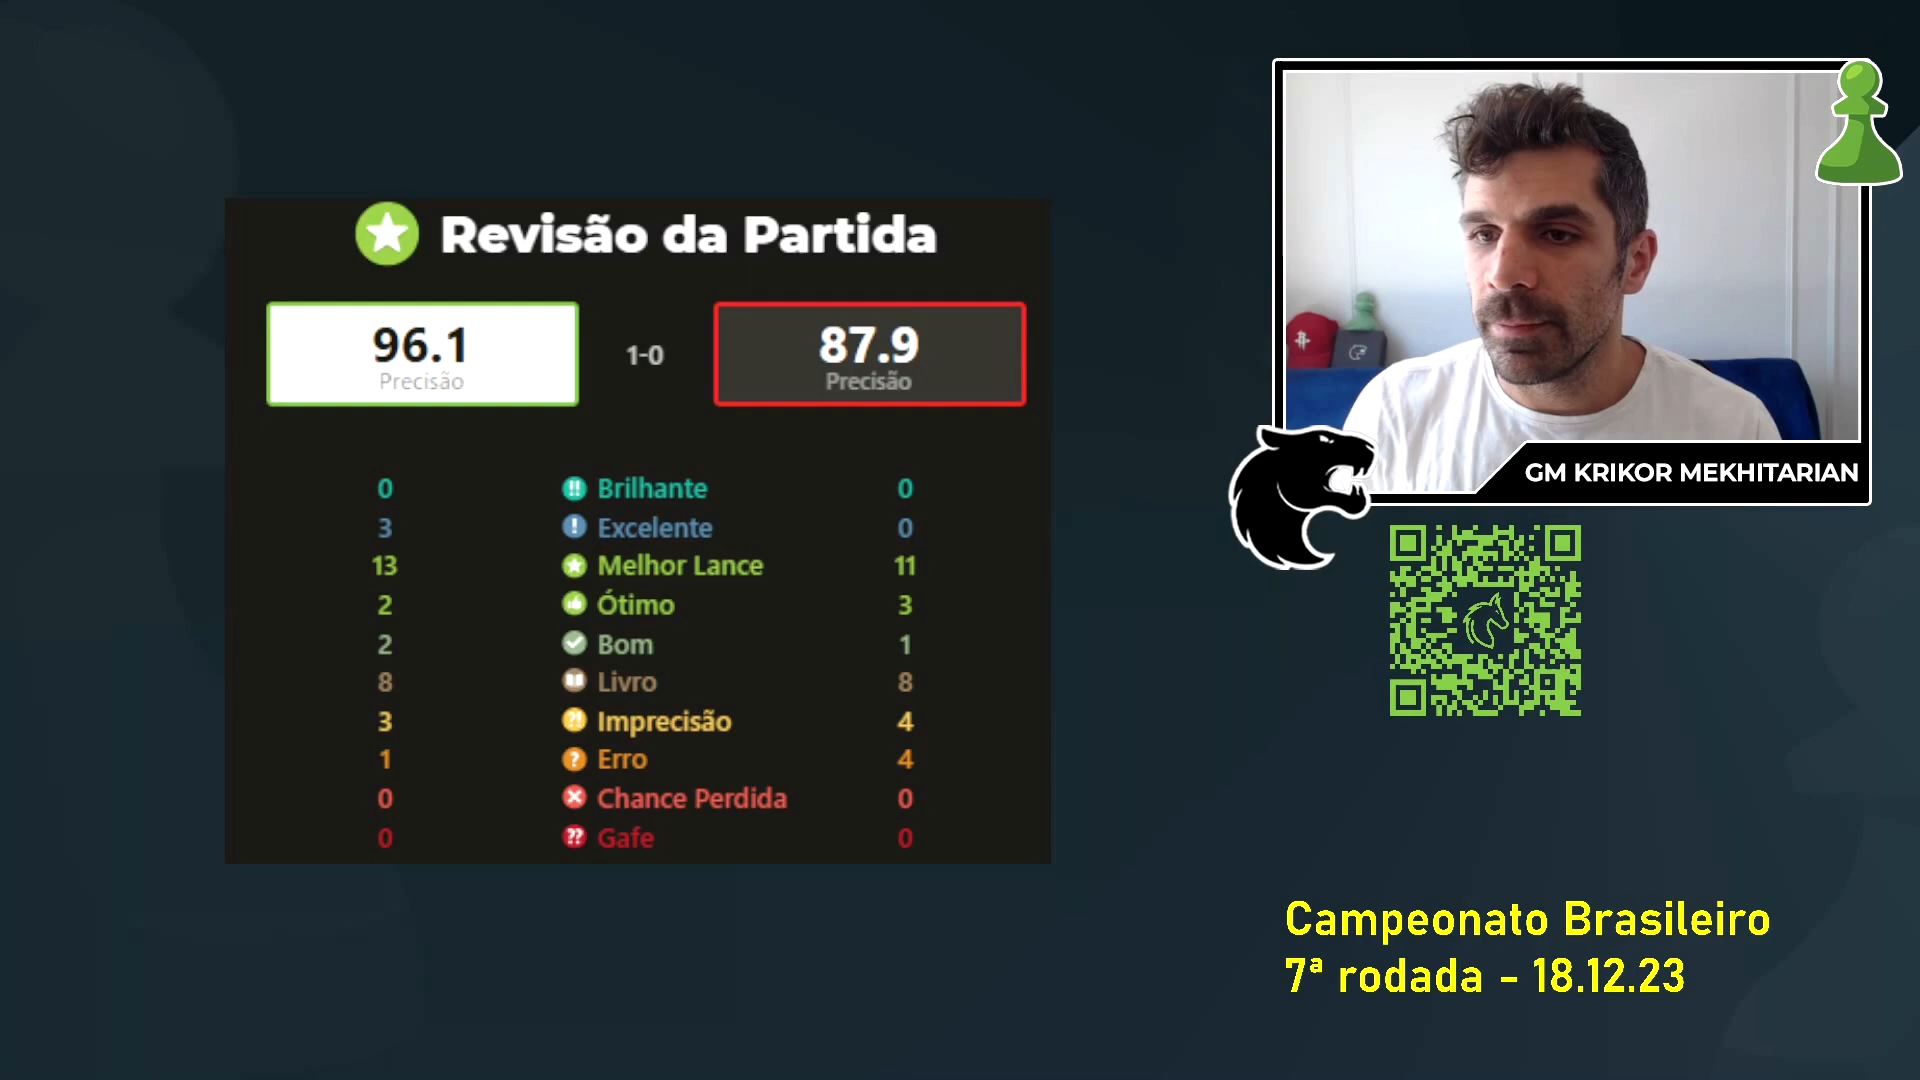 Revisão da Partida
96.1 1-0 87.9
Precisão Precisão
0 !! Brilhante 0
3 ! Excelente 0
13 Melhor Lance 11
2 Ótimo 3
2 Bom 1
8 Livro 8
3 ?! Imprecisão 4
1 ? Erro 4
0 Chance Perdida 0
0 ?? Gafe 0
GM KRIKOR MEKHITARIAN
Campeonato Brasileiro
7ª rodada - 18.12.23